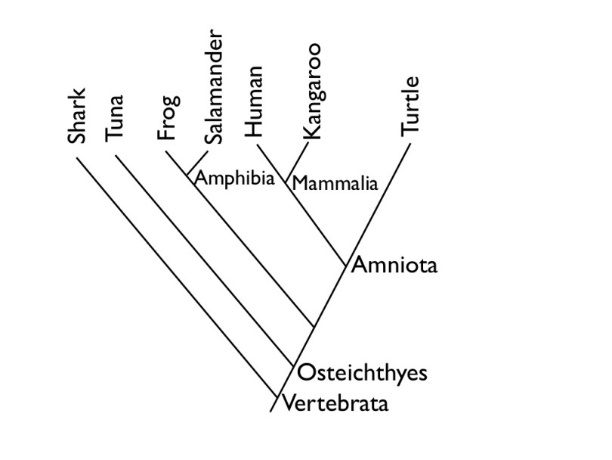 Shark
Tuna
Frog
Salamander
Human
Kangaroo
Turtle
Amphibia
Mammalia
Amniota
Osteichthyes
Vertebrata